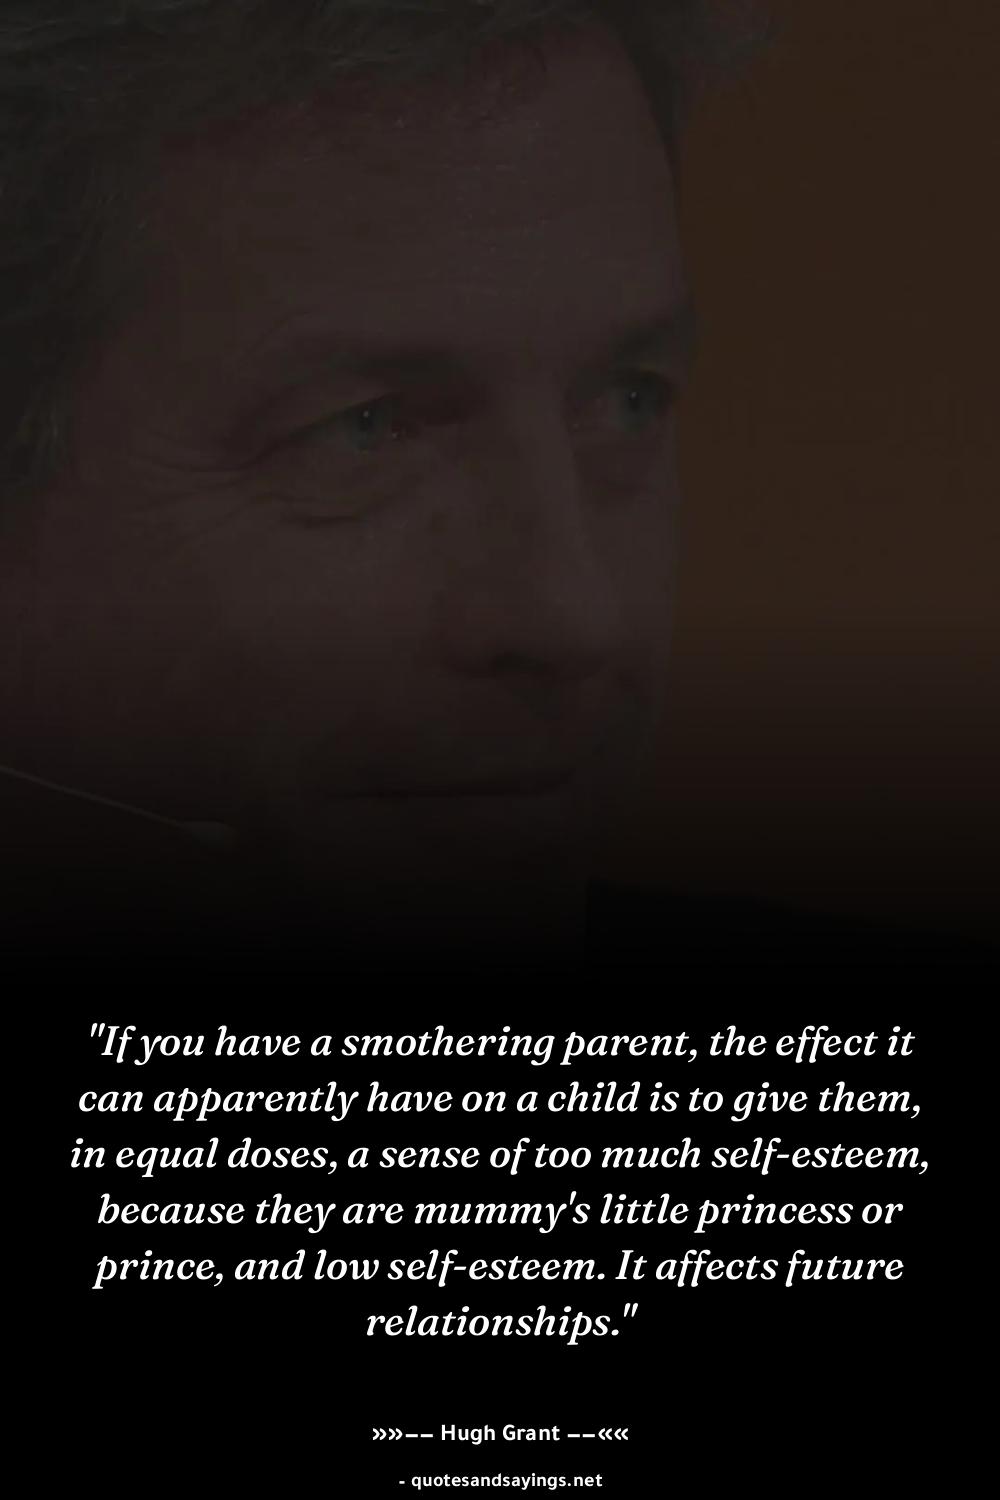 "If you have a smothering parent, the effect it
can apparently have on a child is to give them,
in equal doses, a sense of too much self-esteem,
because they are mummy's little princess or
prince, and low self-esteem. It affects future
relationships."
»»–– Hugh Grant ––««
- quotesandsayings.net